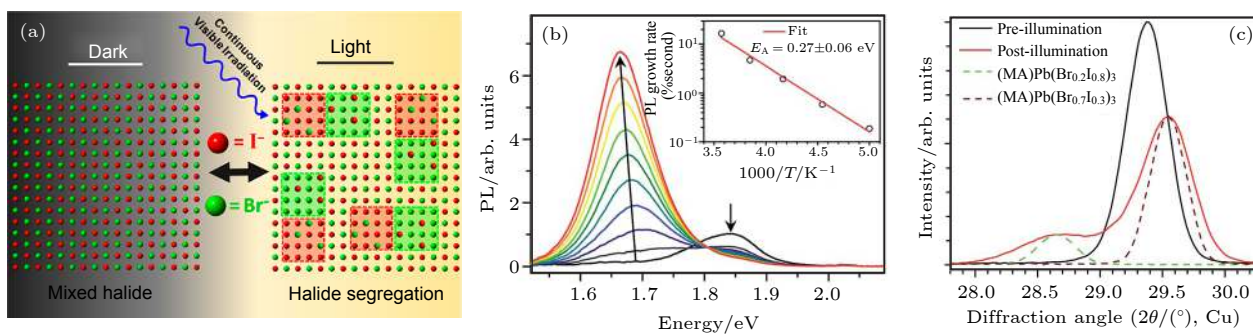 (a)
Dark
Continuous
Visible Irradiation
Light
= I⁻
= Br⁻
Mixed halide
Halide segregation
(b)
PL/arb. units
6
4
2
0
1.6
1.7
1.8
1.9
2.0
Energy/eV
Fit
E_A = 0.27±0.06 eV
PL growth rate
(%second)
10¹
10⁰
10⁻¹
3.5
4.0
4.5
5.0
1000/T/K⁻¹
(c)
Pre-illumination
Post-illumination
(MA)Pb(Br₀.₂I₀.₈)₃
(MA)Pb(Br₀.₇I₀.₃)₃
Intensity/arb. units
28.0
28.5
29.0
29.5
30.0
Diffraction angle (2θ/(°), Cu)